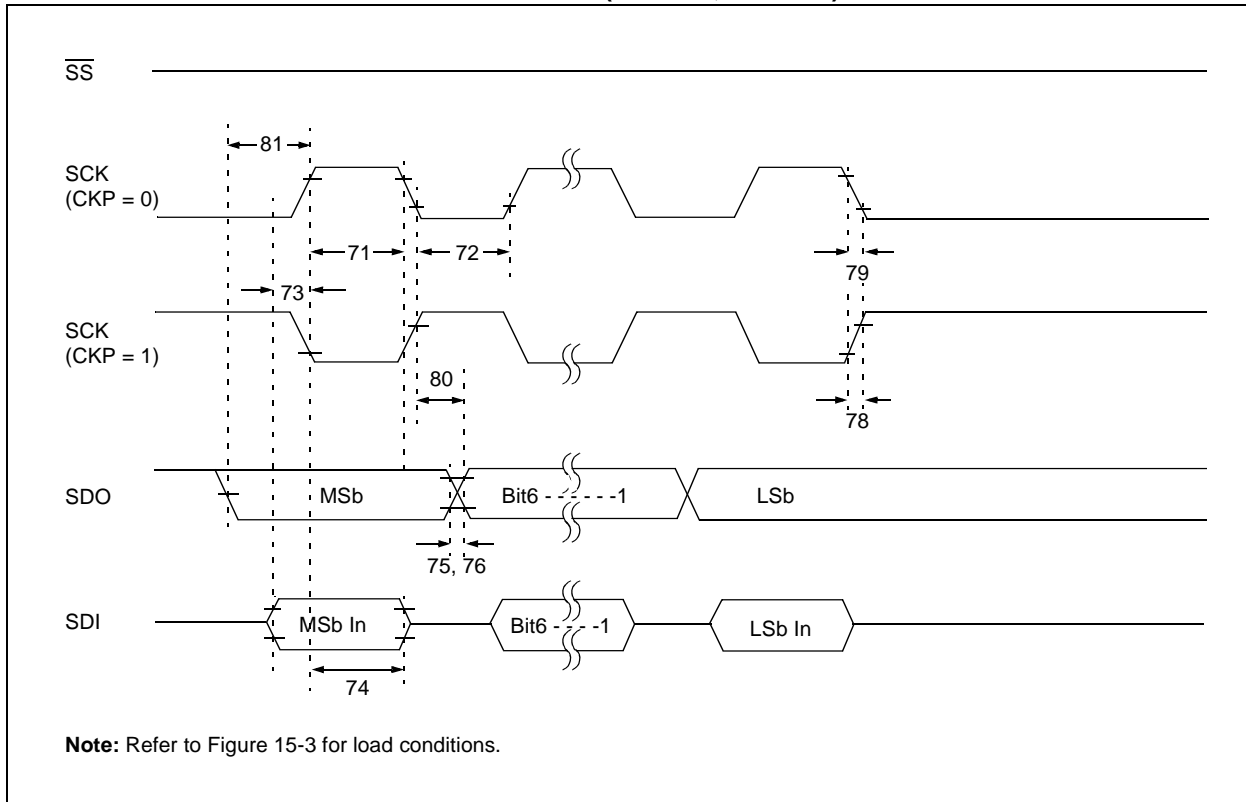 SS
81
SCK
(CKP = 0)
71
72
79
73
SCK
(CKP = 1)
80
78
SDO
MSb
Bit6 - - - - - -1
LSb
75, 76
SDI
MSb In
Bit6 - - - -1
LSb In
74
Note: Refer to Figure 15-3 for load conditions.